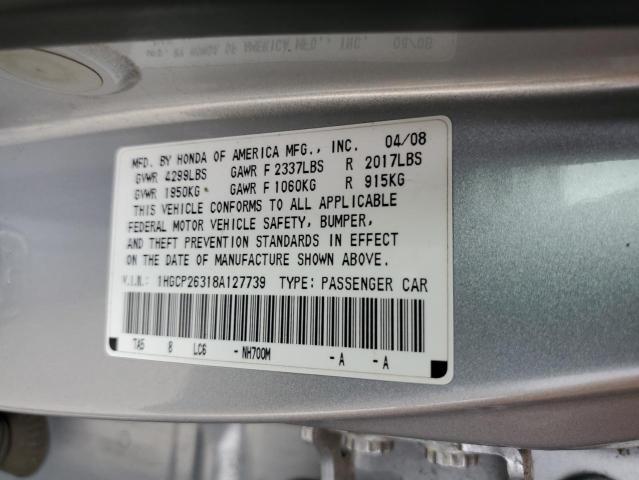 MFD. BY HONDA OF AMERICA MFG., INC. 04/08
GVWR 4299LBS GAWR F 2337LBS R 2017LBS
GVWR 1950KG GAWR F 1060KG R 915KG
THIS VEHICLE CONFORMS TO ALL APPLICABLE
FEDERAL MOTOR VEHICLE SAFETY, BUMPER,
AND THEFT PREVENTION STANDARDS IN EFFECT
ON THE DATE OF MANUFACTURE SHOWN ABOVE.
V.I.N.: 1HGCP26318A127739 TYPE: PASSENGER CAR
TA5 8 LC6 -NH700M -A -A